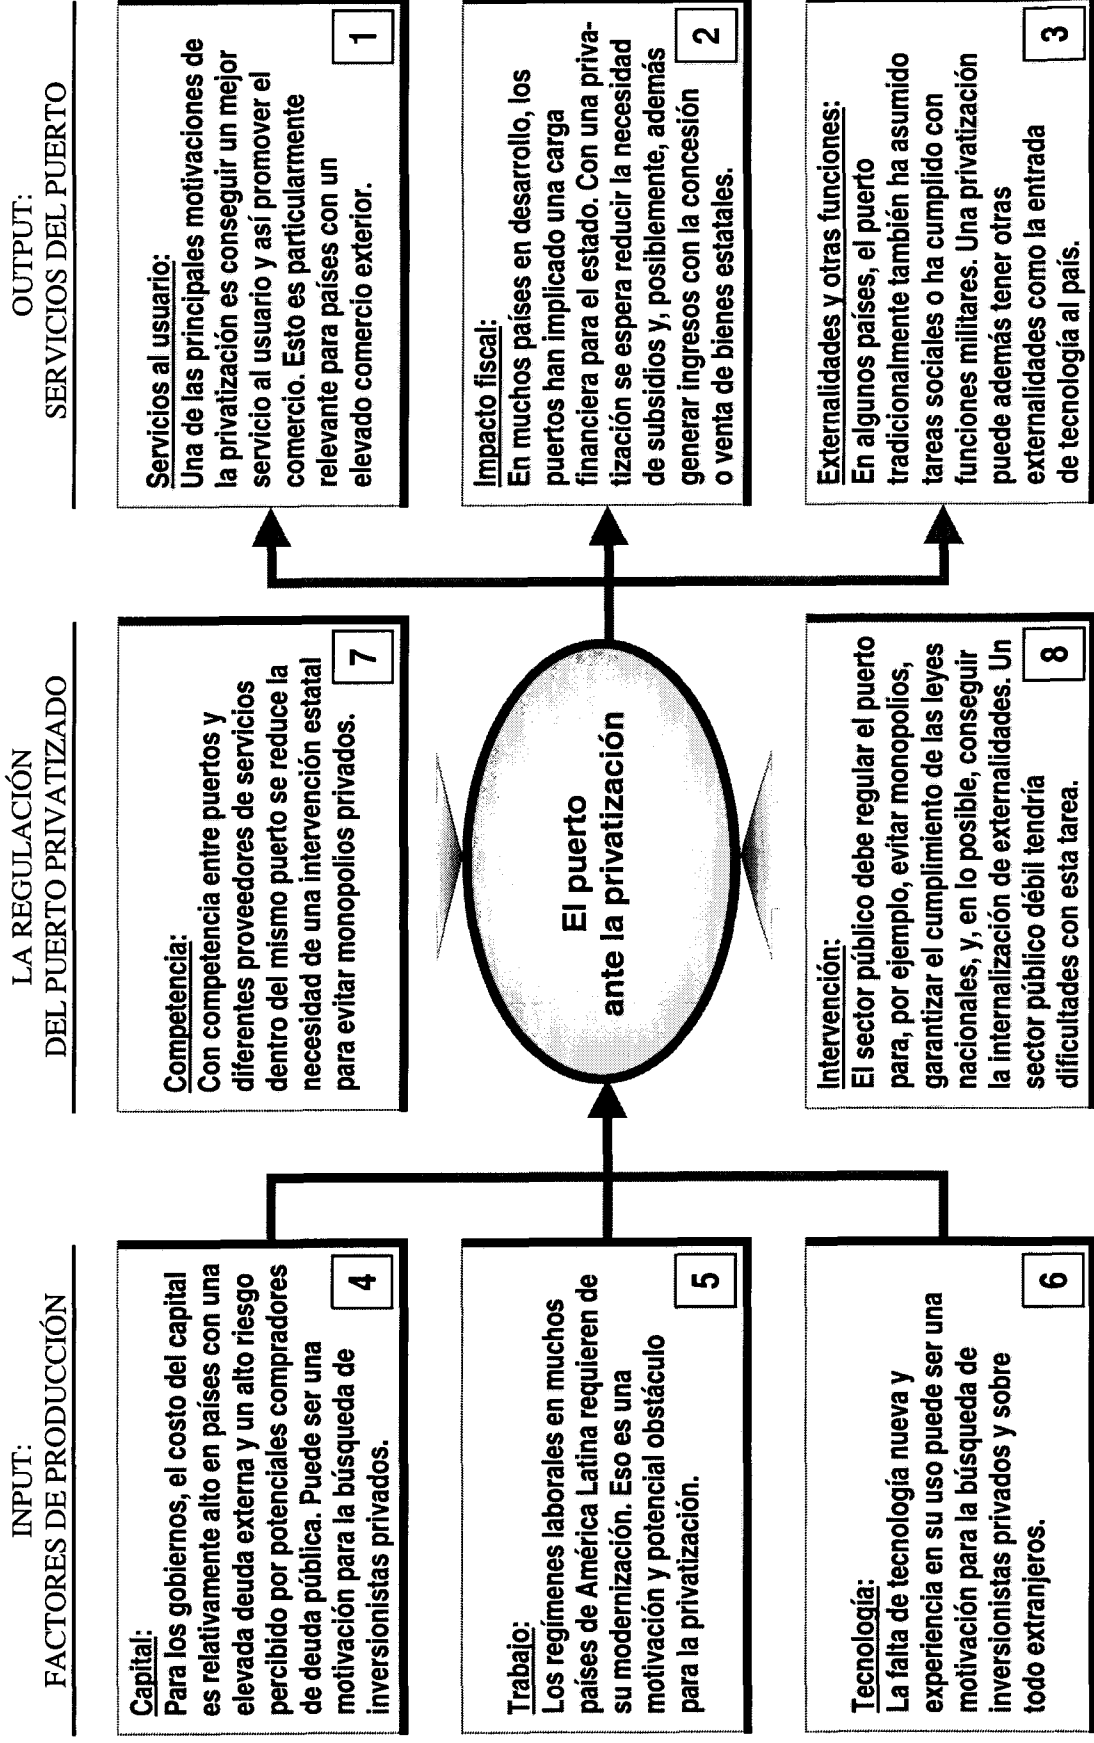 INPUT:
FACTORES DE PRODUCCIÓN
Capital:
Para los gobiernos, el costo del capital
es relativamente alto en países con una
elevada deuda externa y un alto riesgo
percibido por potenciales compradores
de deuda pública. Puede ser una
motivación para la búsqueda de
inversionistas privados.
4
Trabajo:
Los regímenes laborales en muchos
países de América Latina requieren de
su modernización. Eso es una
motivación y potencial obstáculo
para la privatización.
5
Tecnología:
La falta de tecnología nueva y
experiencia en su uso puede ser una
motivación para la búsqueda de
inversionistas privados y sobre
todo extranjeros.
6
LA REGULACIÓN
DEL PUERTO PRIVATIZADO
Competencia:
Con competencia entre puertos y
diferentes proveedores de servicios
dentro del mismo puerto se reduce la
necesidad de una intervención estatal
para evitar monopolios privados.
7
El puerto
ante la privatización
Intervención:
El sector público debe regular el puerto
para, por ejemplo, evitar monopolios,
garantizar el cumplimiento de las leyes
nacionales, y, en lo posible, conseguir
la internalización de externalidades. Un
sector público débil tendría
dificultades con esta tarea.
8
OUTPUT:
SERVICIOS DEL PUERTO
Servicios al usuario:
Una de las principales motivaciones de
la privatización es conseguir un mejor
servicio al usuario y así promover el
comercio. Esto es particularmente
relevante para países con un
elevado comercio exterior.
1
Impacto fiscal:
En muchos países en desarrollo, los
puertos han implicado una carga
financiera para el estado. Con una priva-
tización se espera reducir la necesidad
de subsidios y, posiblemente, además
generar ingresos con la concesión
o venta de bienes estatales.
2
Externalidades y otras funciones:
En algunos países, el puerto
tradicionalmente también ha asumido
tareas sociales o ha cumplido con
funciones militares. Una privatización
puede además tener otras
externalidades como la entrada
de tecnología al país.
3